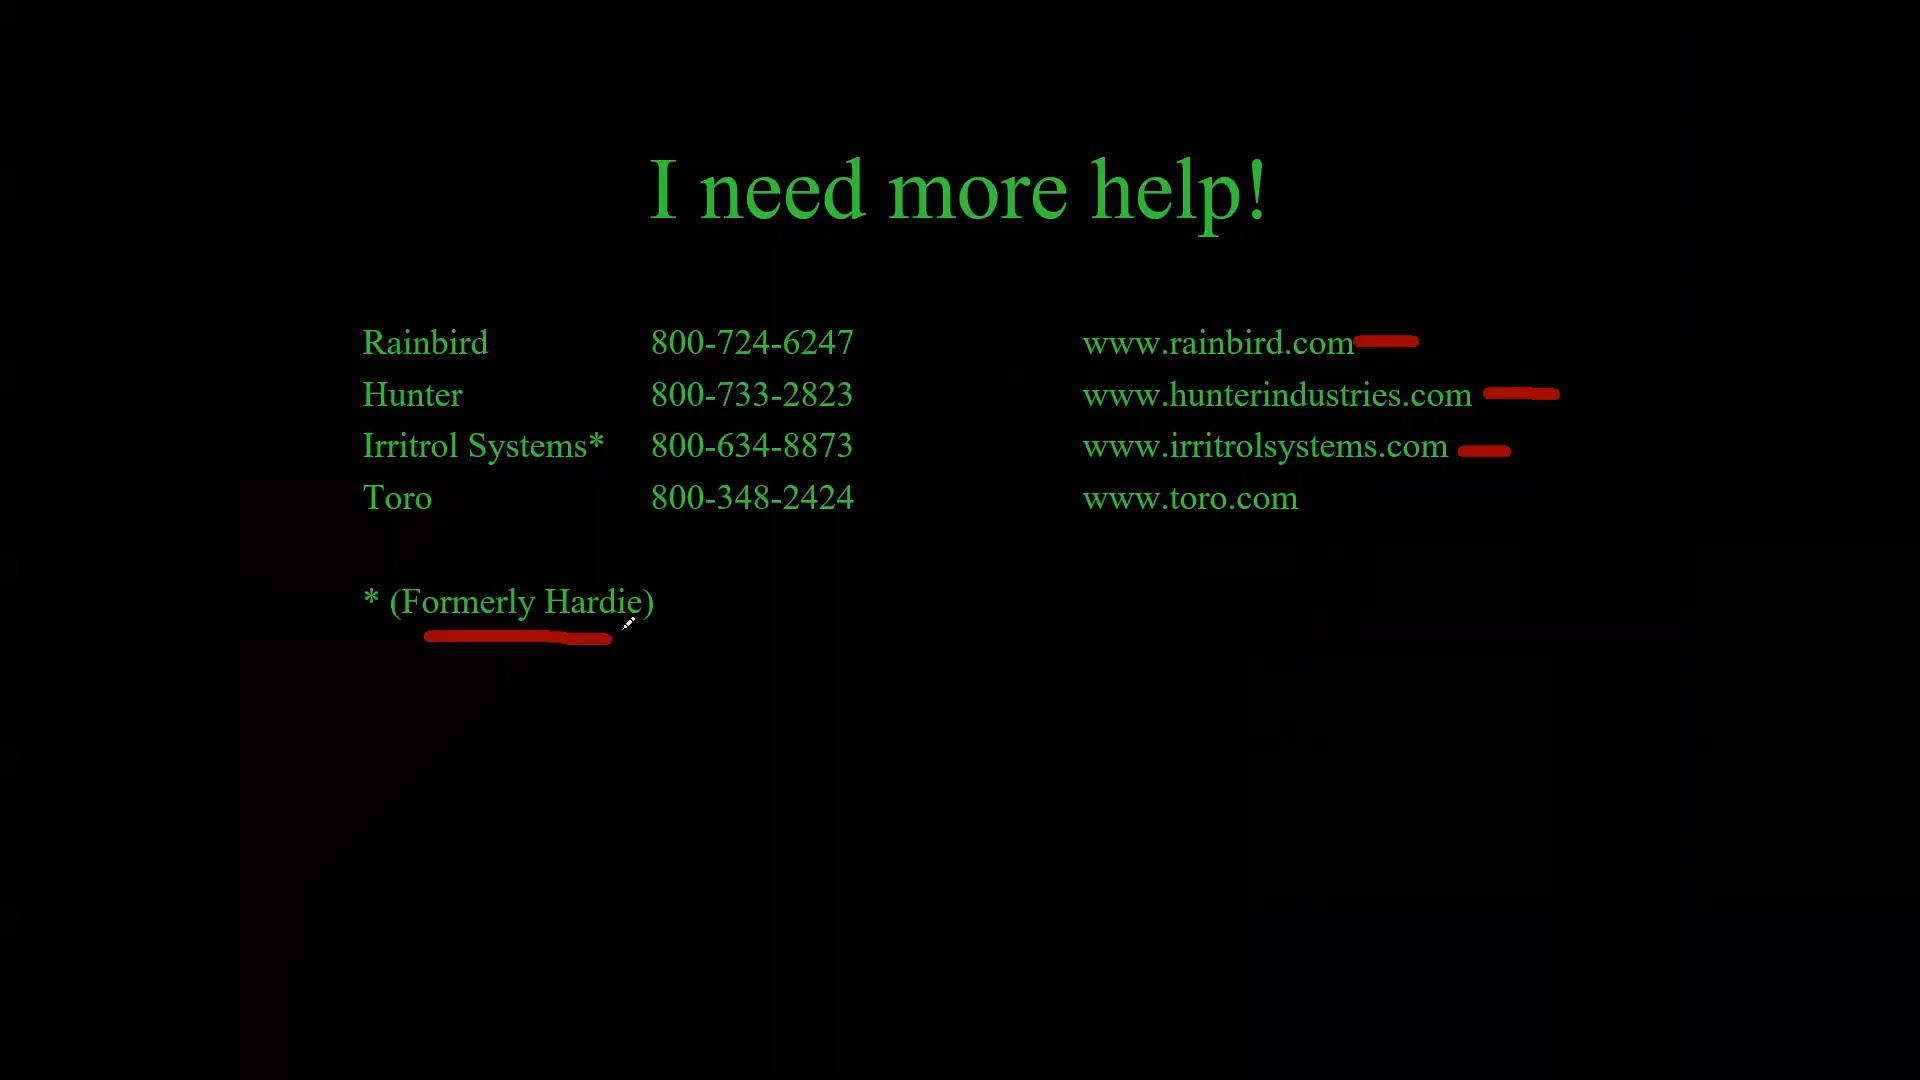 I need more help!
Rainbird 800-724-6247 www.rainbird.com
Hunter 800-733-2823 www.hunterindustries.com
Irritrol Systems* 800-634-8873 www.irritrolsystems.com
Toro 800-348-2424 www.toro.com
* (Formerly Hardie)